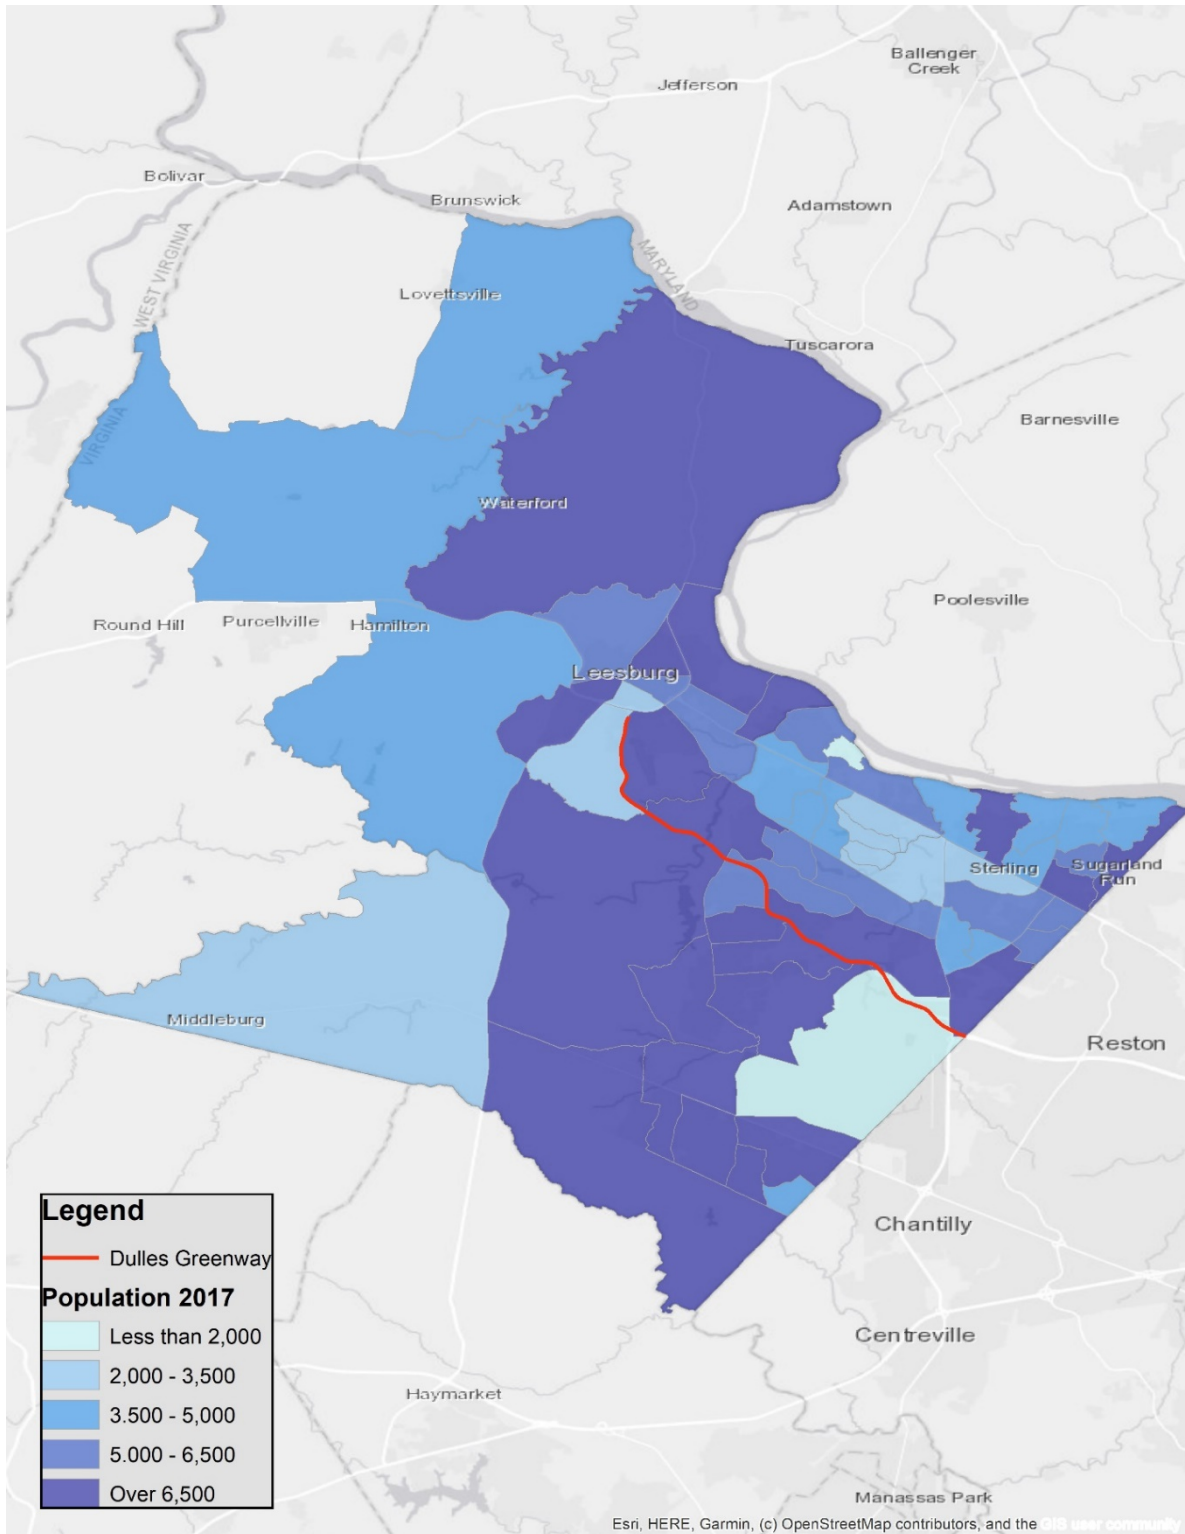 Ballenger
Creek
Jefferson
Bolivar
Brunswick
Adamstown
WEST VIRGINIA
MARYLAND
Lovettsville
Tuscarora
VIRGINIA
Barnesville
Waterford
Poolesville
Round Hill
Purcellville
Hamilton
Leesburg
Sterling
Sugarland
Run
Middleburg
Reston
Chantilly
Centreville
Haymarket
Manassas Park
Legend
Dulles Greenway
Population 2017
Less than 2,000
2,000 - 3,500
3.500 - 5,000
5.000 - 6,500
Over 6,500
Esri, HERE, Garmin, (c) OpenStreetMap contributors, and the GIS user community